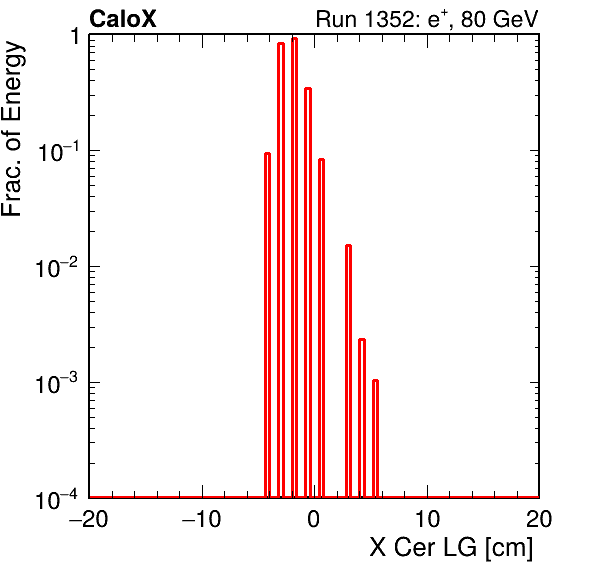 CaloX Run 1352: e⁺, 80 GeV
Frac. of Energy
1
10⁻¹
10⁻²
10⁻³
10⁻⁴
−20 −10 0 10 20
X Cer LG [cm]